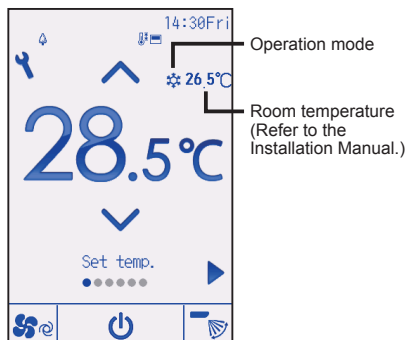 14:30Fri
Operation mode
26.5°C
Room temperature
(Refer to the
Installation Manual.)
28.5°C
Set temp.